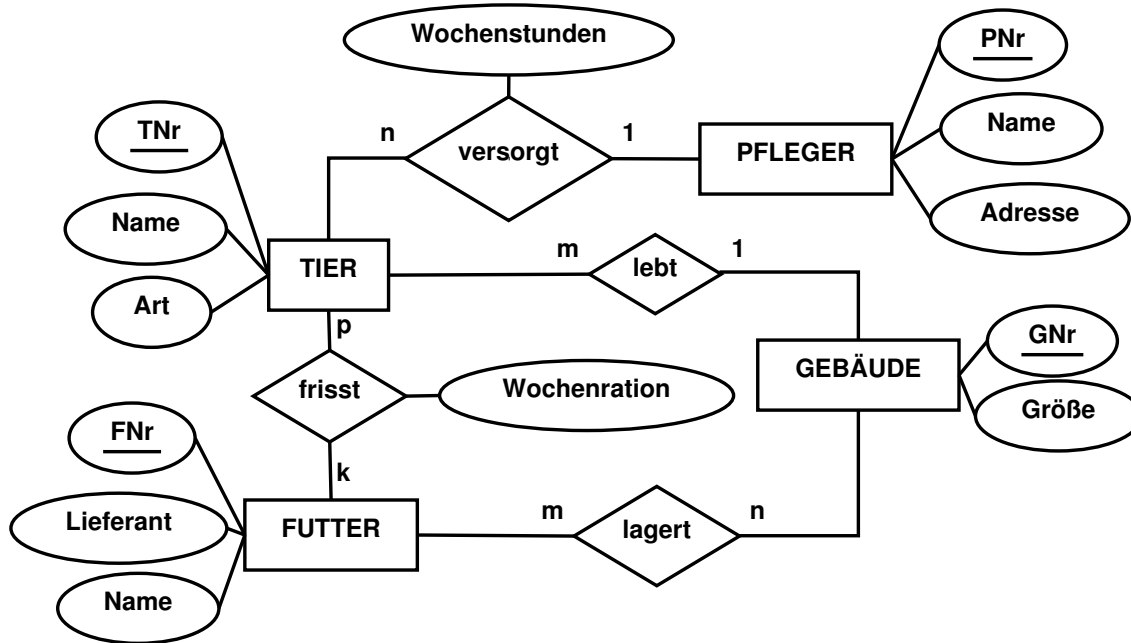 Wochenstunden
PNr
TNr
n
versorgt
1
PFLEGER
Name
Name
Adresse
TIER
m
lebt
1
Art
p
GNr
frisst
Wochenration
GEBÄUDE
Größe
FNr
k
Lieferant
FUTTER
m
lagert
n
Name